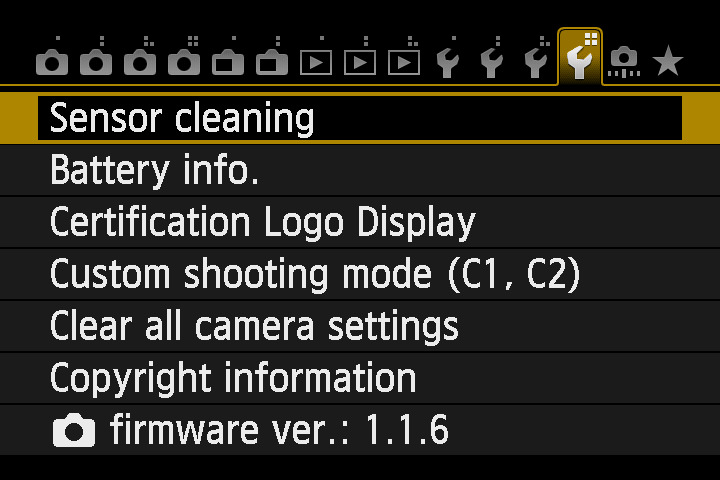 Sensor cleaning
Battery info.
Certification Logo Display
Custom shooting mode (C1, C2)
Clear all camera settings
Copyright information
firmware ver.: 1.1.6